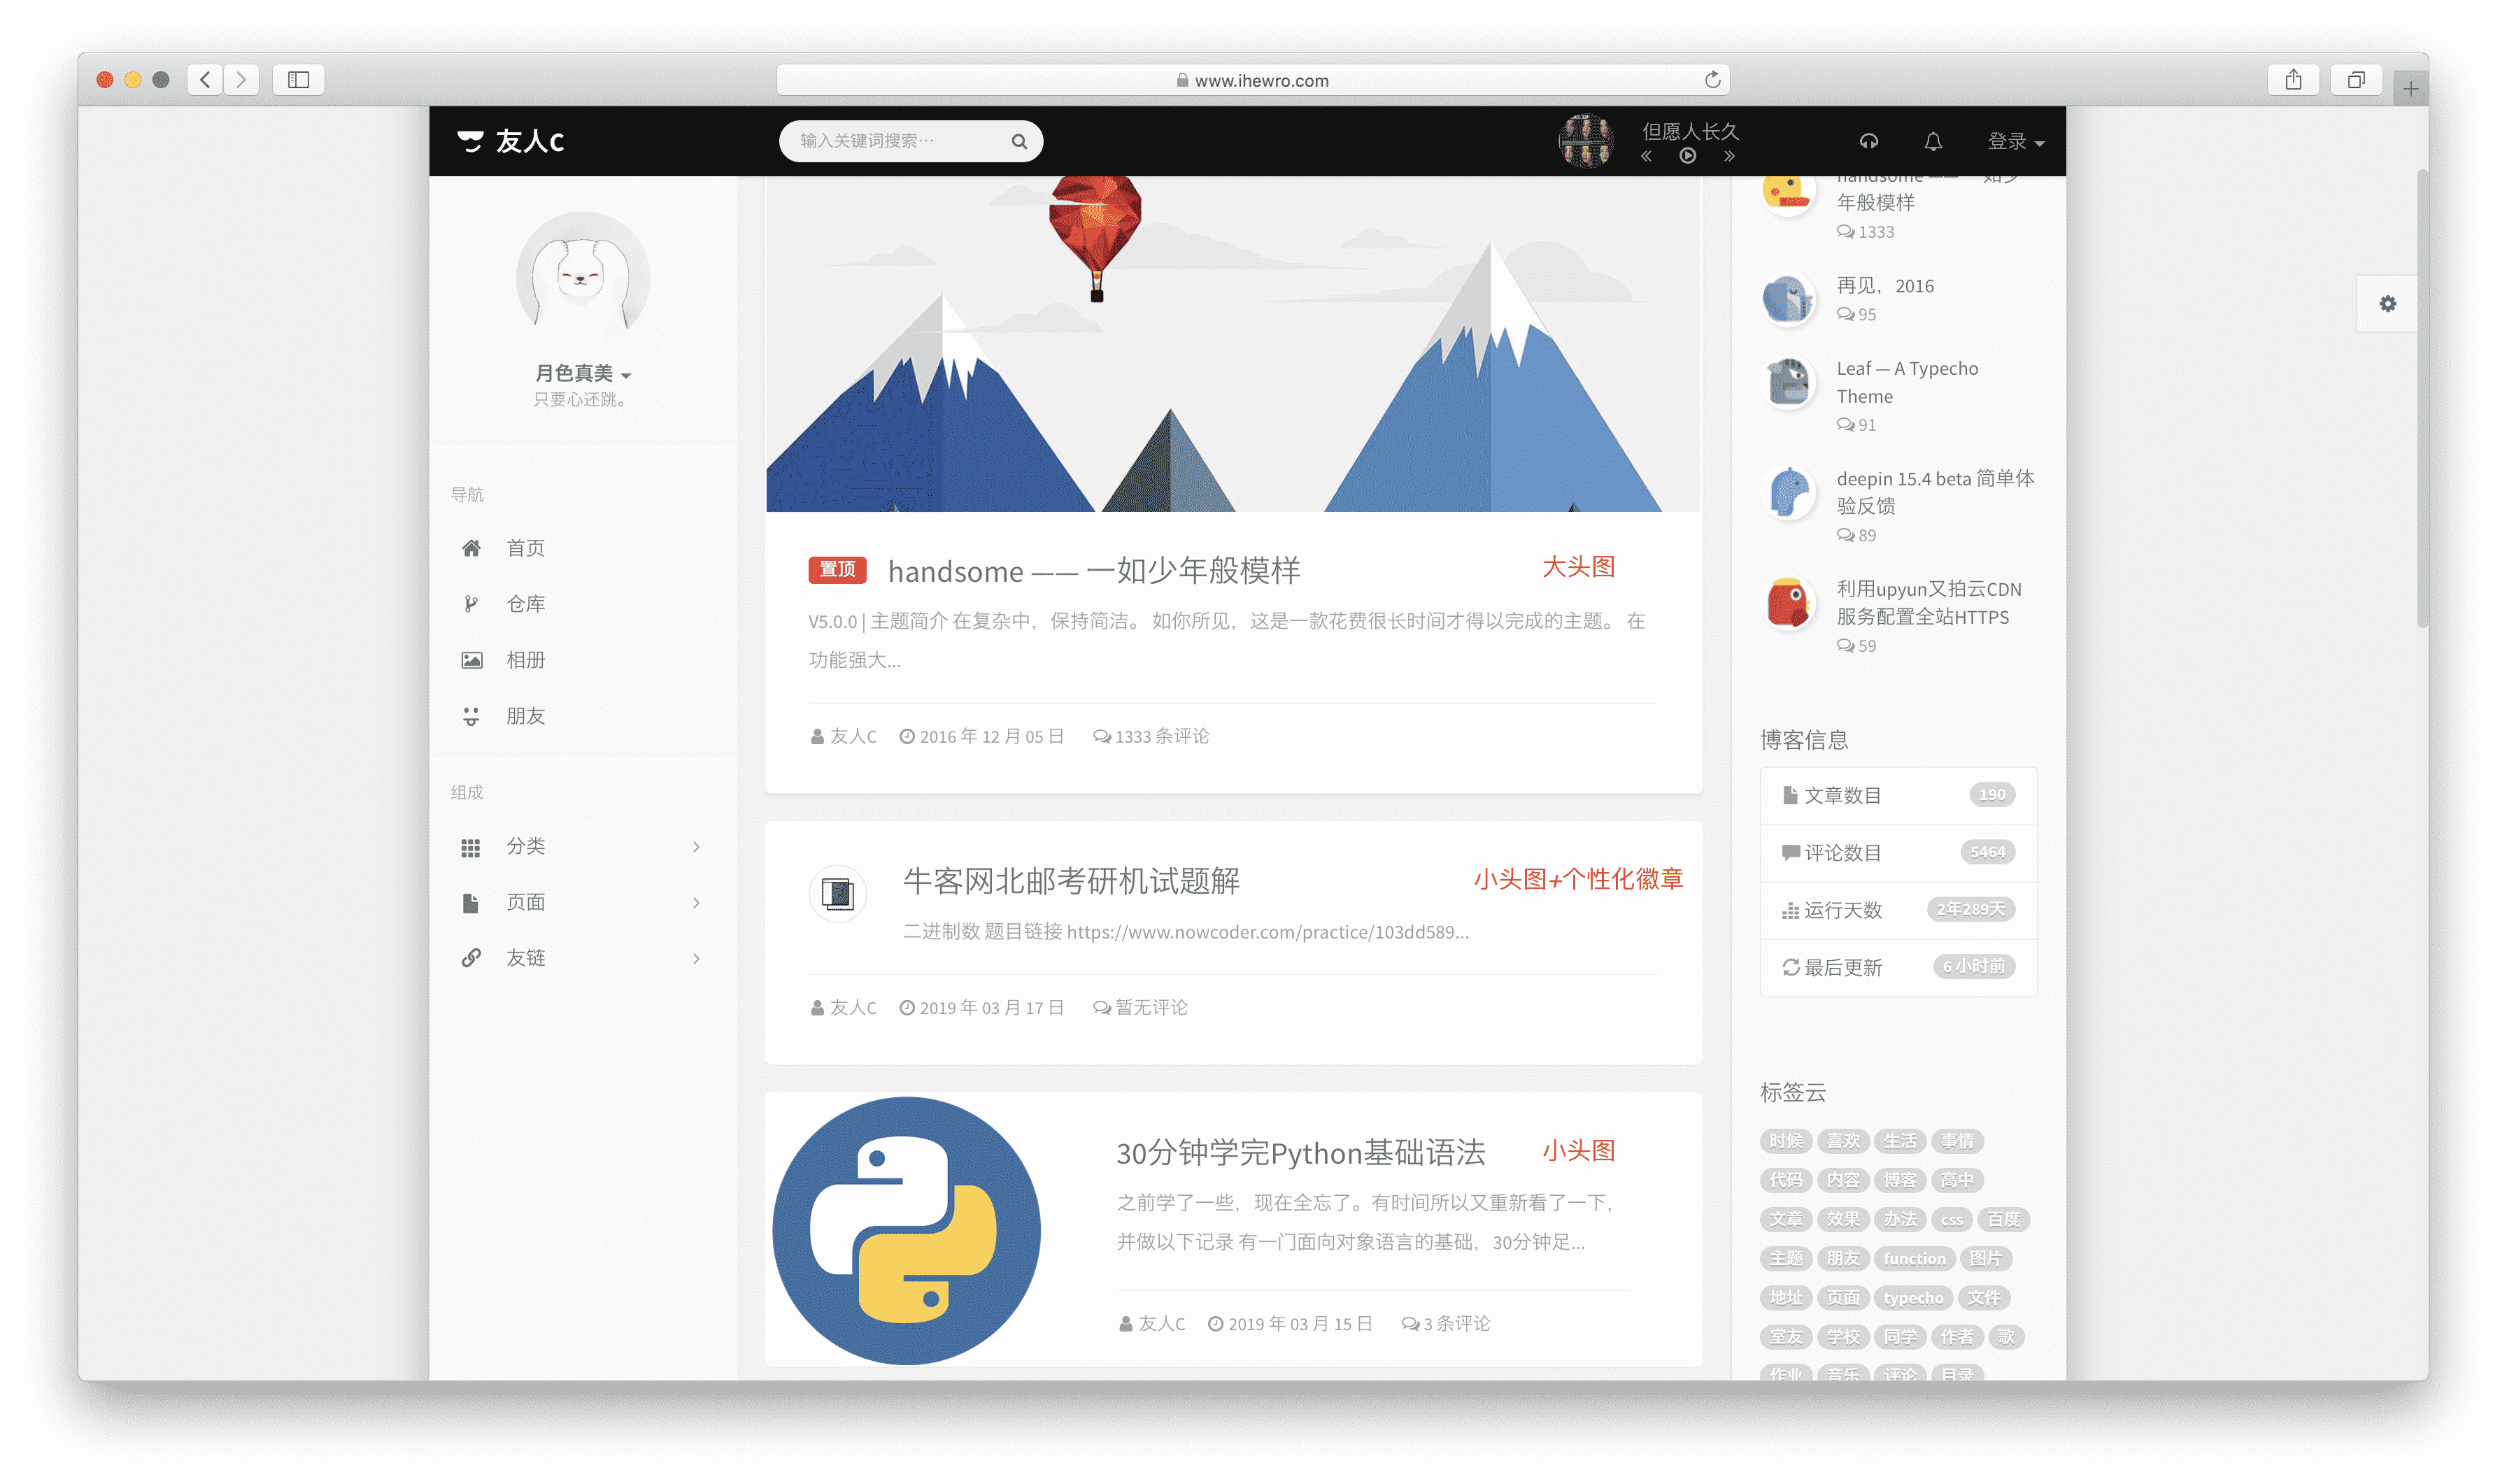 www.ihewro.com
友人C
输入关键词搜索···
但愿人长久
登录
月色真美
只要心还跳。
导航
首页
仓库
相册
朋友
组成
分类
页面
友链
置顶
handsome —— 一如少年般模样
大头图
V5.0.0 | 主题简介 在复杂中，保持简洁。 如你所见，这是一款花费很长时间才得以完成的主题。 在
功能强大...
友人C
2016 年 12 月 05 日
1333 条评论
牛客网北邮考研机试题解
小头图+个性化徽章
二进制数 题目链接 https://www.nowcoder.com/practice/103dd589...
友人C
2019 年 03 月 17 日
暂无评论
30分钟学完Python基础语法
小头图
之前学了一些，现在全忘了。有时间所以又重新看了一下，
并做以下记录 有一门面向对象语言的基础，30分钟足...
友人C
2019 年 03 月 15 日
3 条评论
handsome —— 一如少
年般模样
1333
再见，2016
95
Leaf — A Typecho
Theme
91
deepin 15.4 beta 简单体
验反馈
89
利用upyun又拍云CDN
服务配置全站HTTPS
59
博客信息
文章数目 190
评论数目 5464
运行天数 2年289天
最后更新 6 小时前
标签云
时候 喜欢 生活 事情
代码 内容 博客 高中
文章 效果 办法 css 百度
主题 朋友 function 图片
地址 页面 typecho 文件
室友 学校 同学 作者 歌
作业 音乐 评论 目录